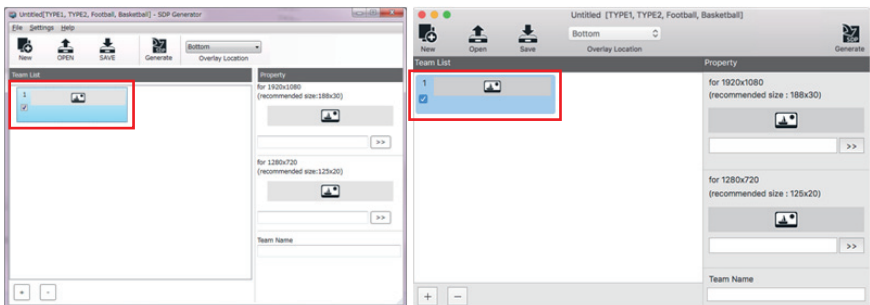 Untitled[TYPE1, TYPE2, Football, Basketball] - SDP Generator
File Settings Help
New OPEN SAVE Generate
Bottom
Overlay Location
Team List
Property
1
for 1920x1080
(recommended size:188x30)
>>
for 1280x720
(recommended size:125x20)
>>
Team Name
+ -
Untitled [TYPE1, TYPE2, Football, Basketball]
Bottom
New Open Save Overlay Location Generate
Team List
Property
1
for 1920x1080
(recommended size : 188x30)
>>
for 1280x720
(recommended size : 125x20)
>>
Team Name
+ −